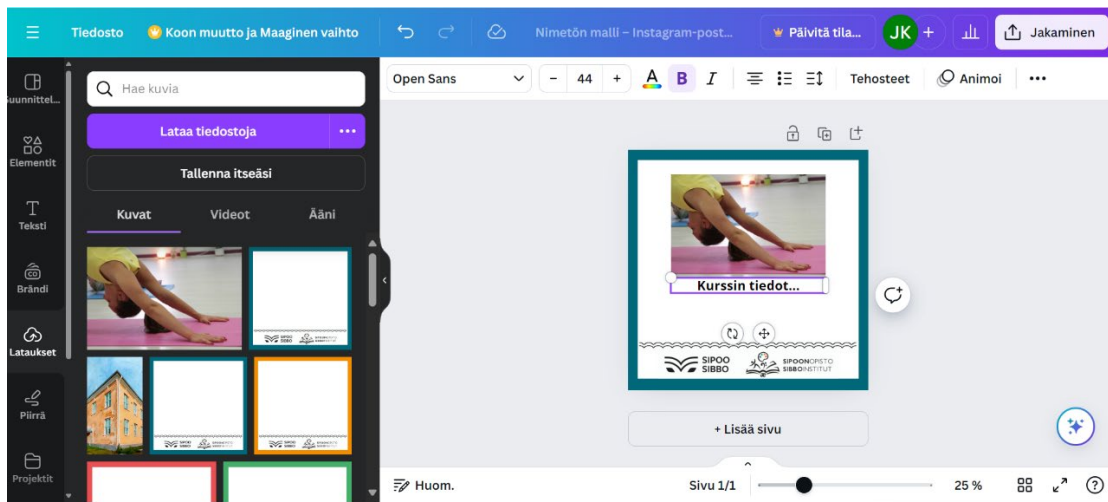 Tiedosto
Koon muutto ja Maaginen vaihto
Nimetön malli – Instagram-post...
Päivitä tila...
JK
+
Jakaminen
Suunnittel...
Elementit
Teksti
Brändi
Lataukset
Piirrä
Projektit
Hae kuvia
Lataa tiedostoja
Tallenna itseäsi
Kuvat
Videot
Ääni
Open Sans
– 44 +
A B I
Tehosteet
Animoi
Kurssin tiedot...
SIPOO
SIBBO
SIPOONOPISTO
SIBBOINSTITUT
+ Lisää sivu
Huom.
Sivu 1/1
25 %